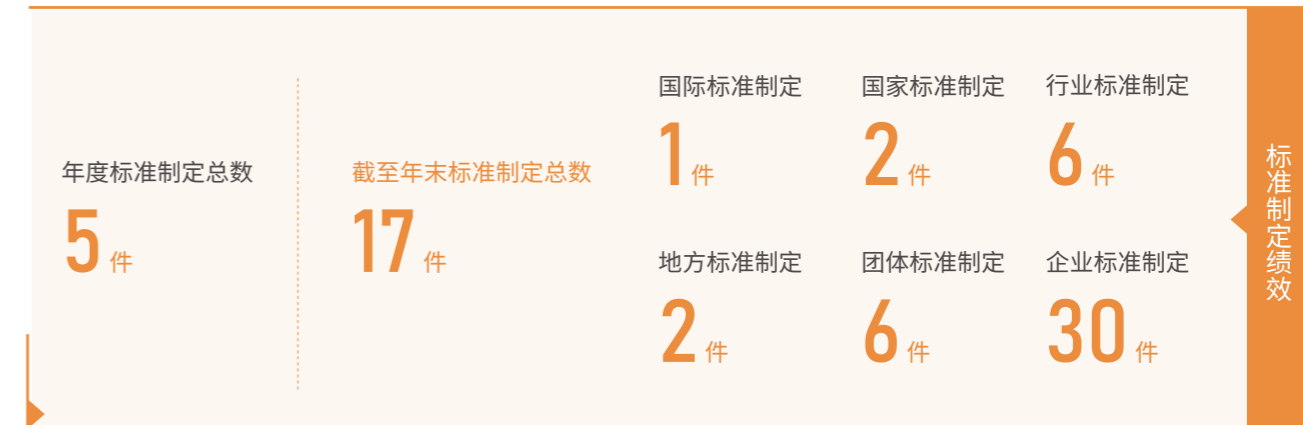 年度标准制定总数
5 件
截至年末标准制定总数
17 件
国际标准制定
1 件
国家标准制定
2 件
行业标准制定
6 件
地方标准制定
2 件
团体标准制定
6 件
企业标准制定
30 件
标准制定绩效